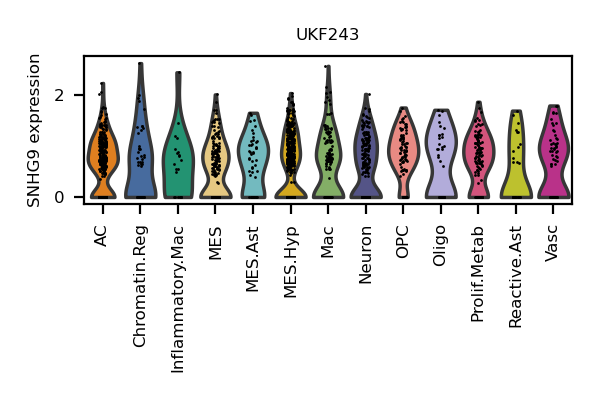 UKF243
SNHG9 expression
2
0
AC
Chromatin.Reg
Inflammatory.Mac
MES
MES.Ast
MES.Hyp
Mac
Neuron
OPC
Oligo
Prolif.Metab
Reactive.Ast
Vasc